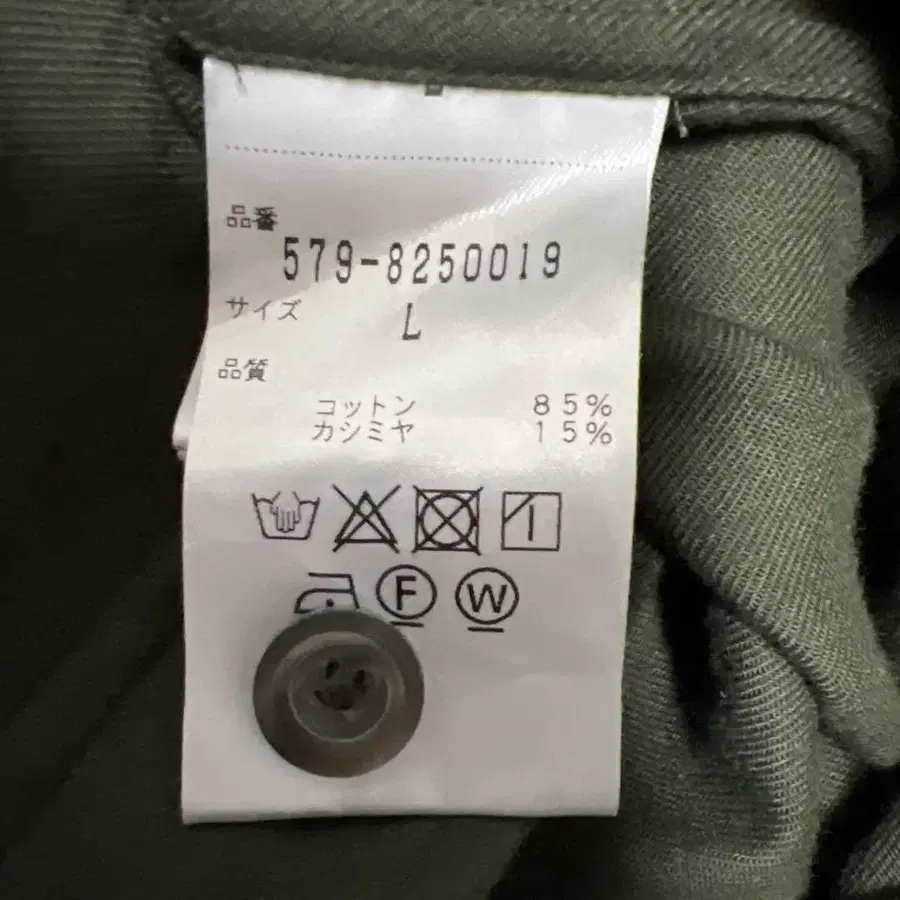 品番
579-8250019
サイズ
L
品質
コットン 85%
カシミヤ 15%
F W